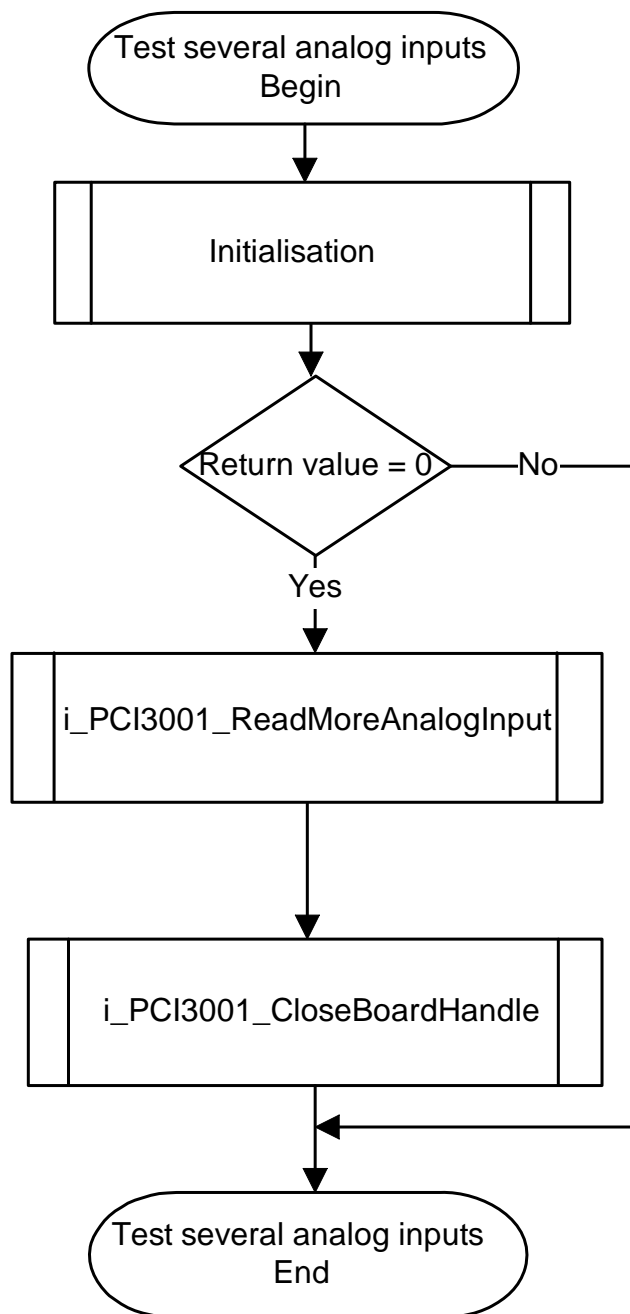 Test several analog inputs
Begin
Initialisation
Return value = 0
No
Yes
i_PCI3001_ReadMoreAnalogInput
i_PCI3001_CloseBoardHandle
Test several analog inputs
End